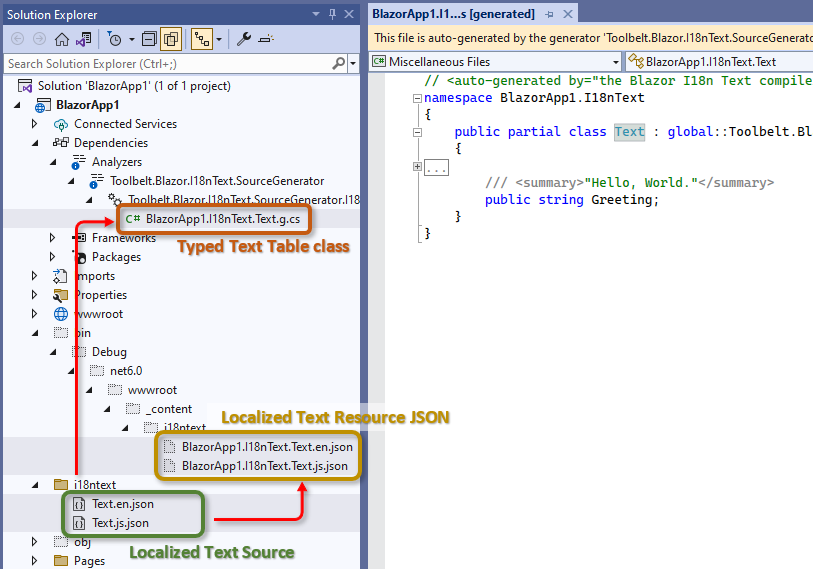 Solution Explorer
Search Solution Explorer (Ctrl+;)
Solution 'BlazorApp1' (1 of 1 project)
BlazorApp1
Connected Services
Dependencies
Analyzers
Toolbelt.Blazor.I18nText.SourceGenerator
Toolbelt.Blazor.I18nText.SourceGenerator.I18
C# BlazorApp1.I18nText.Text.g.cs
Typed Text Table class
Frameworks
Packages
Imports
Properties
wwwroot
bin
Debug
net6.0
wwwroot
_content
Localized Text Resource JSON
i18ntext
BlazorApp1.I18nText.Text.en.json
BlazorApp1.I18nText.Text.js.json
i18ntext
Text.en.json
Text.js.json
obj
Localized Text Source
Pages
BlazorApp1.I1...s [generated]
This file is auto-generated by the generator 'Toolbelt.Blazor.I18nText.SourceGenerato
C# Miscellaneous Files
BlazorApp1.I18nText.Text
// <auto-generated by="the Blazor I18n Text compile
namespace BlazorApp1.I18nText
{
public partial class Text : global::Toolbelt.Bl
{
...
/// <summary>"Hello, World."</summary>
public string Greeting;
}
}